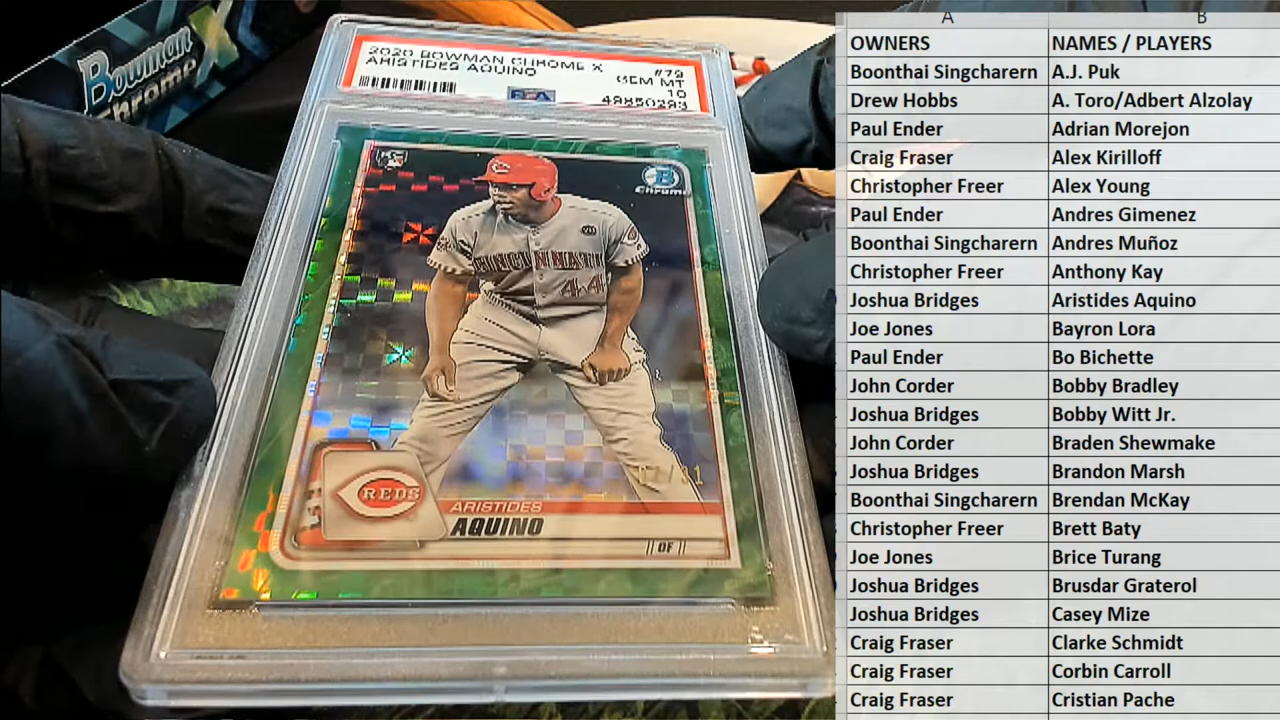 Bowman
Chrome X
2020 BOWMAN CHROME X #79
ARISTIDES AQUINO GEM MT
10
49850293
PSA
RC
B
Chrome
CINCINNATI
44
REDS
ARISTIDES
AQUINO
OF
A B
OWNERS NAMES / PLAYERS
Boonthai Singcharern A.J. Puk
Drew Hobbs A. Toro/Adbert Alzolay
Paul Ender Adrian Morejon
Craig Fraser Alex Kirilloff
Christopher Freer Alex Young
Paul Ender Andres Gimenez
Boonthai Singcharern Andres Muñoz
Christopher Freer Anthony Kay
Joshua Bridges Aristides Aquino
Joe Jones Bayron Lora
Paul Ender Bo Bichette
John Corder Bobby Bradley
Joshua Bridges Bobby Witt Jr.
John Corder Braden Shewmake
Joshua Bridges Brandon Marsh
Boonthai Singcharern Brendan McKay
Christopher Freer Brett Baty
Joe Jones Brice Turang
Joshua Bridges Brusdar Graterol
Joshua Bridges Casey Mize
Craig Fraser Clarke Schmidt
Craig Fraser Corbin Carroll
Craig Fraser Cristian Pache